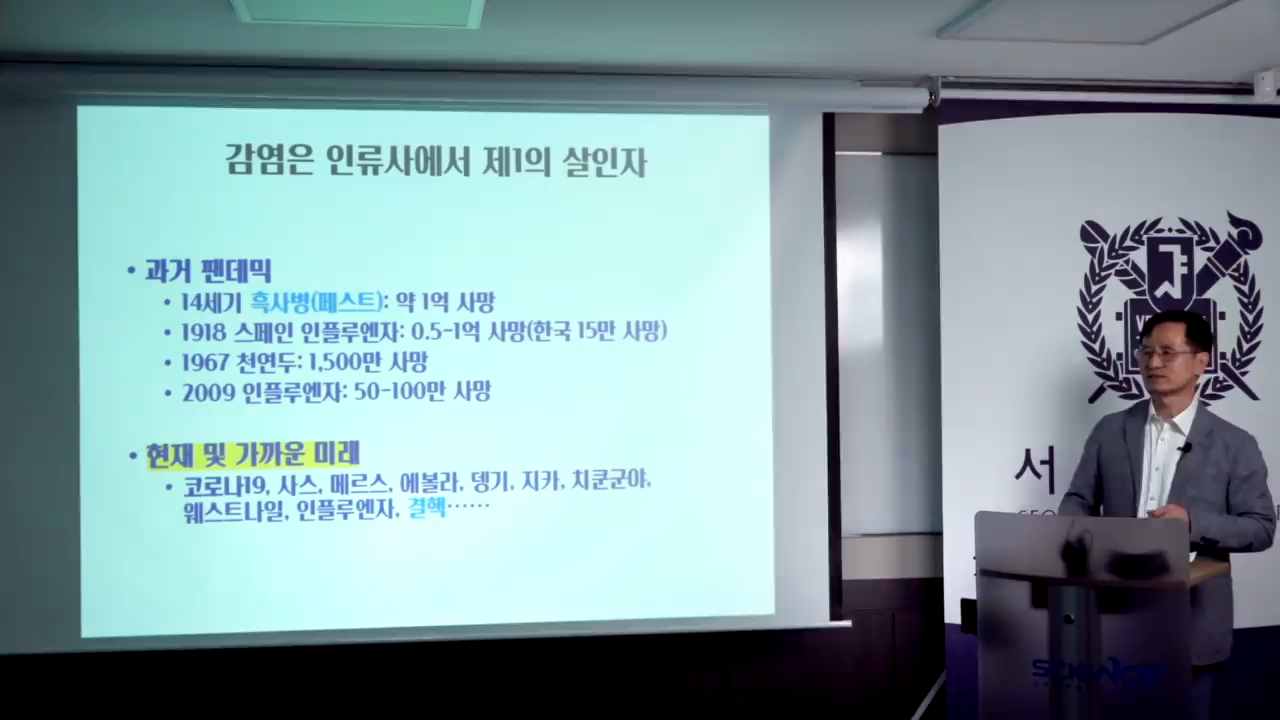 감염은 인류사에서 제1의 살인자
• 과거 팬데믹
• 14세기 흑사병(페스트): 약 1억 사망
• 1918 스페인 인플루엔자: 0.5-1억 사망(한국 15만 사망)
• 1967 천연두: 1,500만 사망
• 2009 인플루엔자: 50-100만 사망
• 현재 및 가까운 미래
• 코로나19, 사스, 메르스, 에볼라, 뎅기, 지카, 치쿤군야,
웨스트나일, 인플루엔자, 결핵······
서
SCIENCE